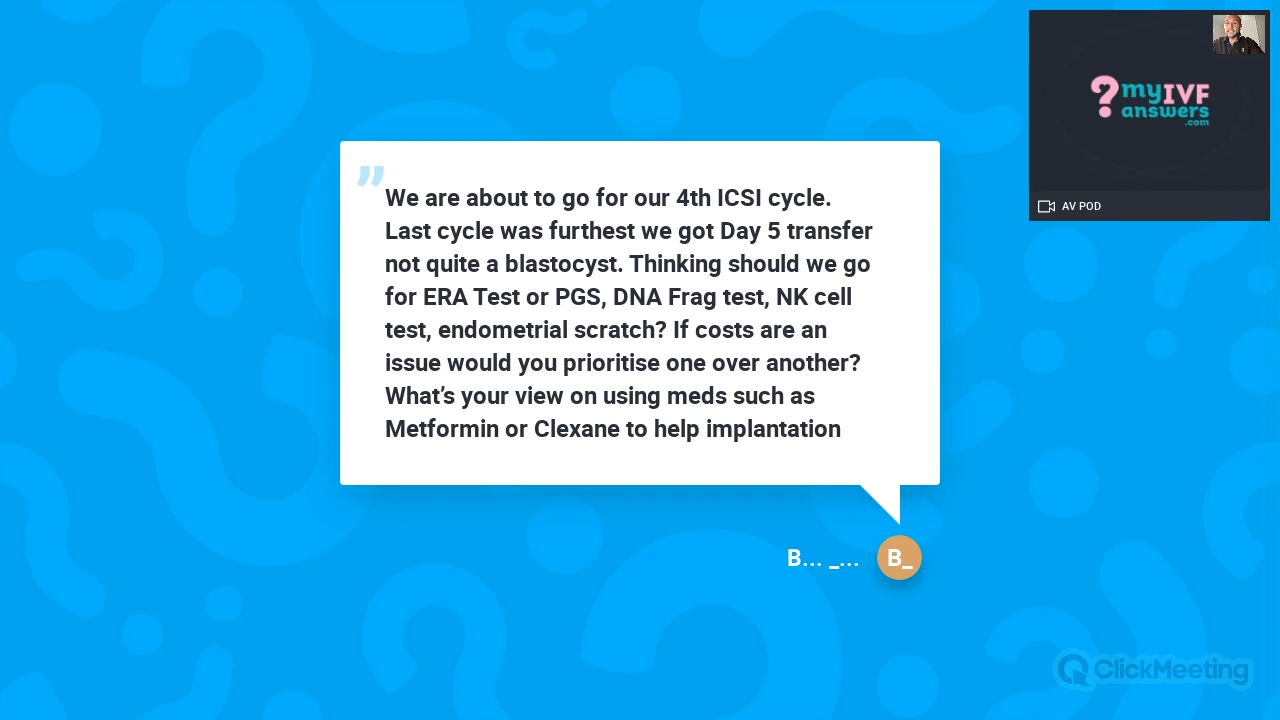 ?myIVF
answers
.com
AV POD
”
We are about to go for our 4th ICSI cycle.
Last cycle was furthest we got Day 5 transfer
not quite a blastocyst. Thinking should we go
for ERA Test or PGS, DNA Frag test, NK cell
test, endometrial scratch? If costs are an
issue would you prioritise one over another?
What’s your view on using meds such as
Metformin or Clexane to help implantation
B... _...
B_
ClickMeeting